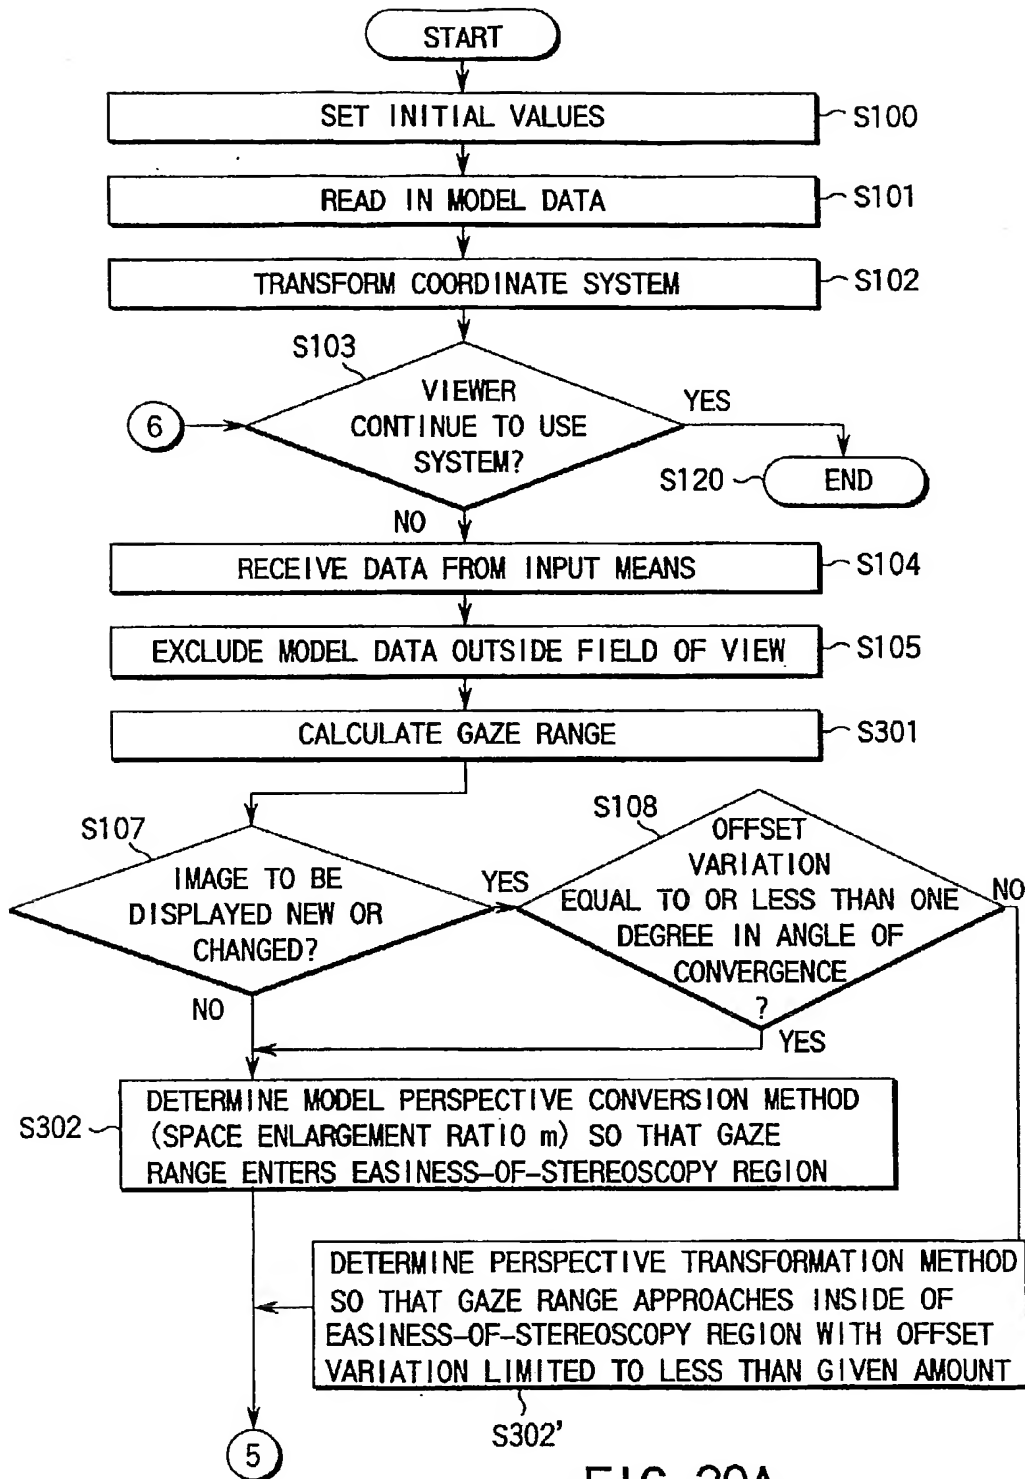 START
SET INITIAL VALUES
S100
READ IN MODEL DATA
S101
TRANSFORM COORDINATE SYSTEM
S102
S103
VIEWER
CONTINUE TO USE
SYSTEM?
6
YES
S120
END
NO
RECEIVE DATA FROM INPUT MEANS
S104
EXCLUDE MODEL DATA OUTSIDE FIELD OF VIEW
S105
CALCULATE GAZE RANGE
S301
S107
IMAGE TO BE
DISPLAYED NEW OR
CHANGED?
YES
NO
S108
OFFSET
VARIATION
EQUAL TO OR LESS THAN ONE
DEGREE IN ANGLE OF
CONVERGENCE
?
NO
YES
S302
DETERMINE MODEL PERSPECTIVE CONVERSION METHOD
(SPACE ENLARGEMENT RATIO m) SO THAT GAZE
RANGE ENTERS EASINESS-OF-STEREOSCOPY REGION
DETERMINE PERSPECTIVE TRANSFORMATION METHOD
SO THAT GAZE RANGE APPROACHES INSIDE OF
EASINESS-OF-STEREOSCOPY REGION WITH OFFSET
VARIATION LIMITED TO LESS THAN GIVEN AMOUNT
S302'
5
FIG. 20A